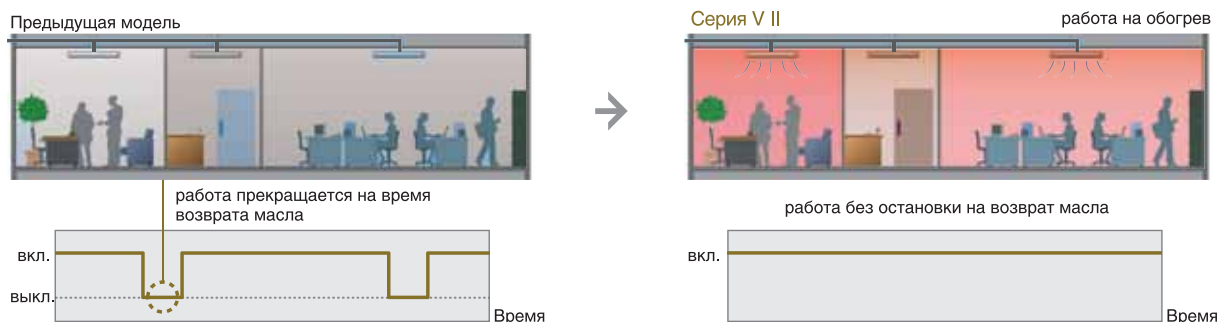 Предыдущая модель
работа прекращается на время
возврата масла
вкл.
выкл.
Время
Серия V II
работа на обогрев
работа без остановки на возврат масла
вкл.
Время